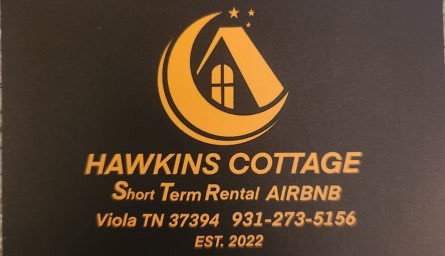 HAWKINS COTTAGE
Short Term Rental AIRBNB
Viola TN 37394 931-273-5156
EST. 2022